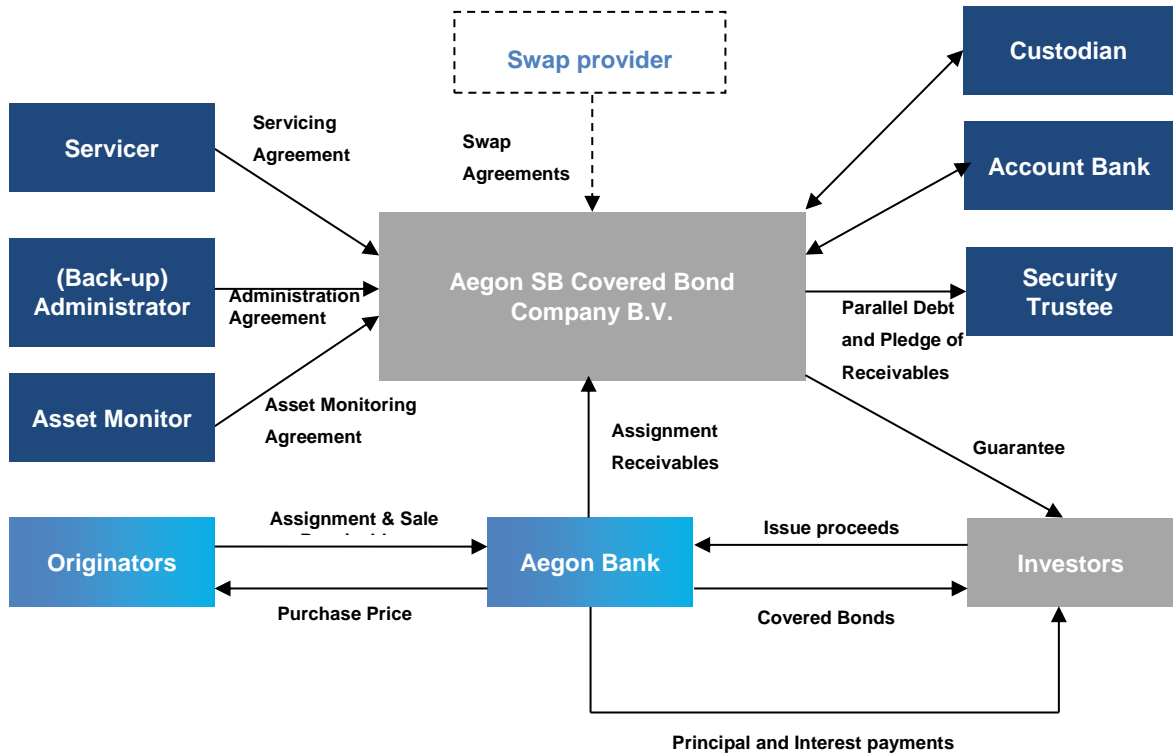 Swap provider
Custodian
Servicing
Agreement
Servicer
Swap
Agreements
Account Bank
(Back-up)
Administrator
Administration
Agreement
Aegon SB Covered Bond
Company B.V.
Security
Trustee
Parallel Debt
and Pledge of
Receivables
Asset Monitor
Asset Monitoring
Agreement
Assignment
Receivables
Guarantee
Assignment & Sale
Originators
Aegon Bank
Issue proceeds
Investors
Purchase Price
Covered Bonds
Principal and Interest payments